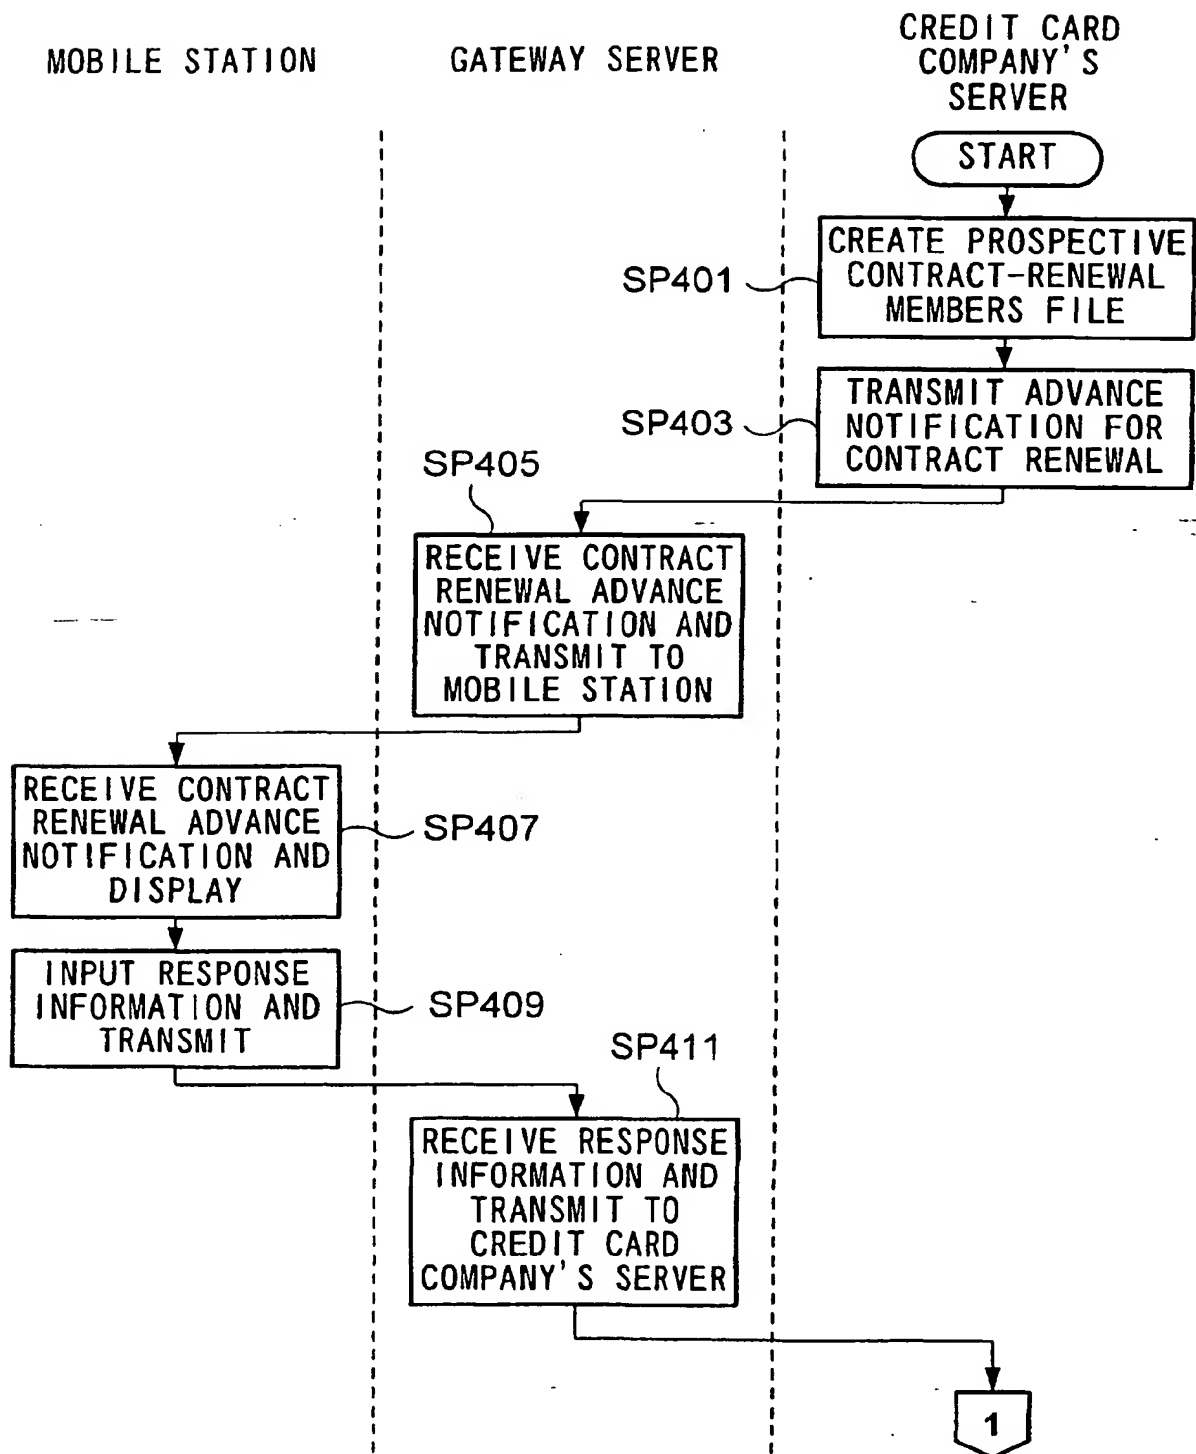 MOBILE STATION
GATEWAY SERVER
CREDIT CARD
COMPANY'S
SERVER
START
CREATE PROSPECTIVE
CONTRACT-RENEWAL
MEMBERS FILE
SP401
TRANSMIT ADVANCE
NOTIFICATION FOR
CONTRACT RENEWAL
SP403
SP405
RECEIVE CONTRACT
RENEWAL ADVANCE
NOTIFICATION AND
TRANSMIT TO
MOBILE STATION
RECEIVE CONTRACT
RENEWAL ADVANCE
NOTIFICATION AND
DISPLAY
SP407
INPUT RESPONSE
INFORMATION AND
TRANSMIT
SP409
SP411
RECEIVE RESPONSE
INFORMATION AND
TRANSMIT TO
CREDIT CARD
COMPANY'S SERVER
1